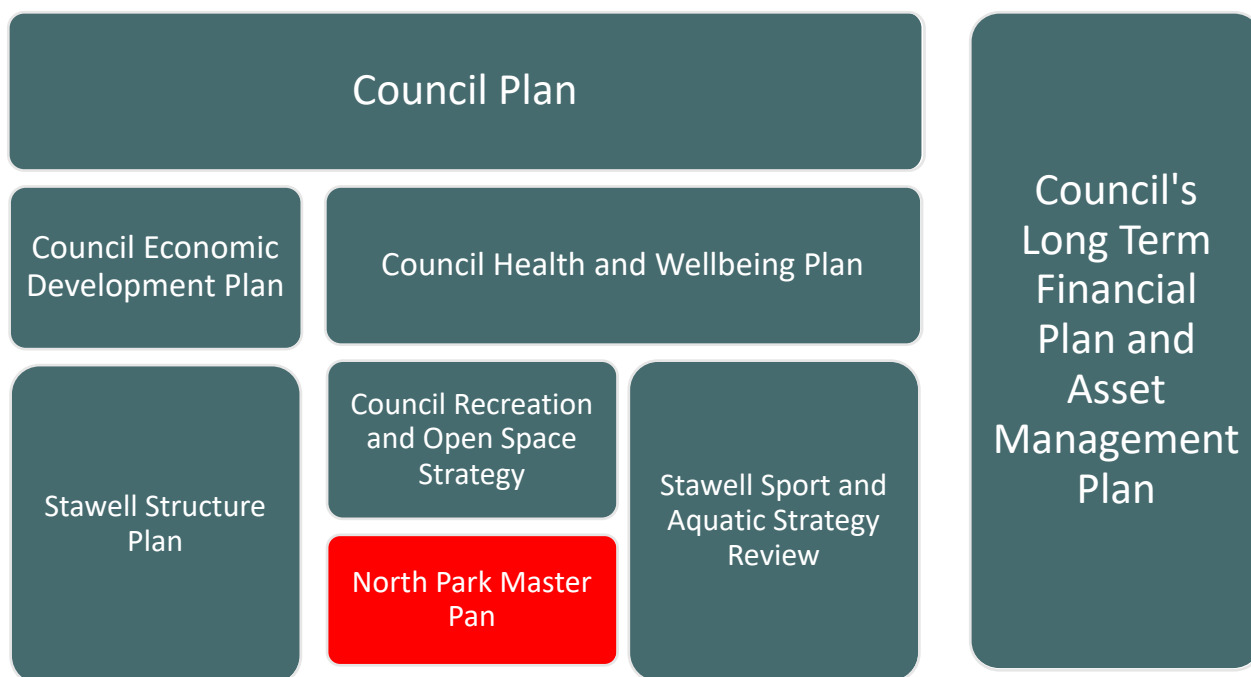 Council Plan
Council Economic
Development Plan
Council Health and Wellbeing Plan
Stawell Structure
Plan
Council Recreation
and Open Space
Strategy
North Park Master
Pan
Stawell Sport and
Aquatic Strategy
Review
Council's
Long Term
Financial
Plan and
Asset
Management
Plan